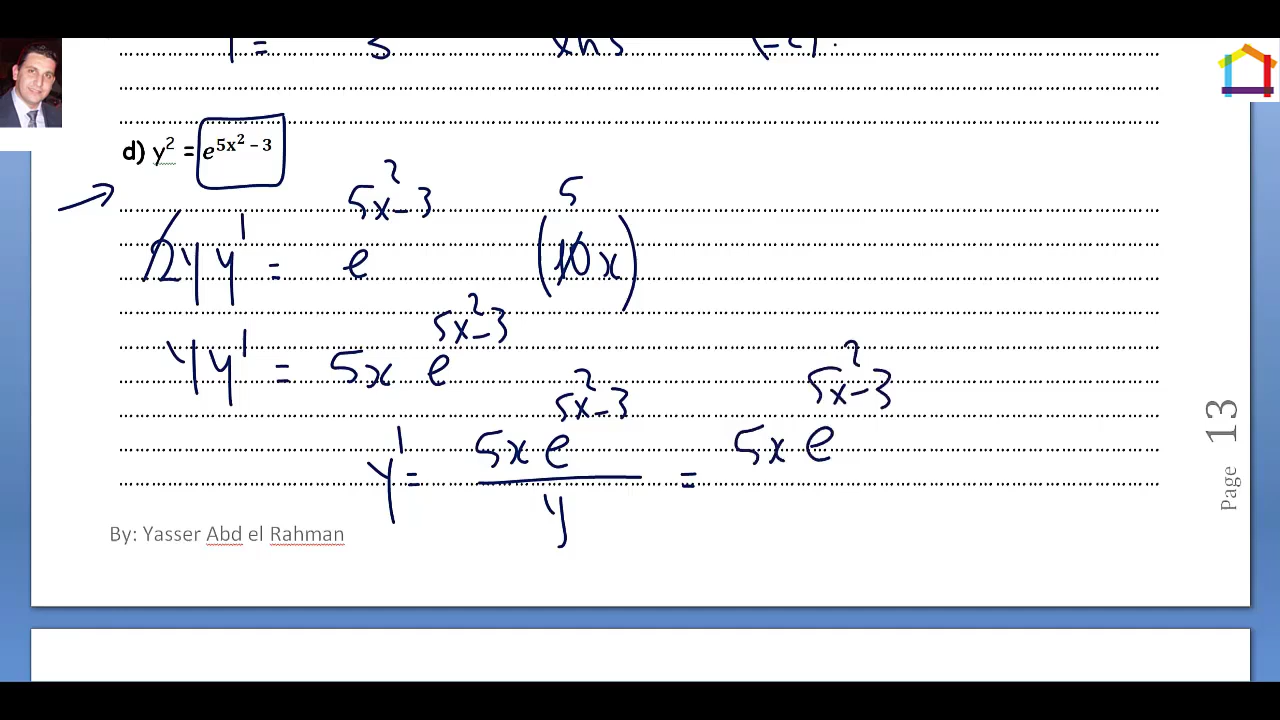 d) y² = e^{5x² – 3}
2yy' = e^{5x²-3} (10x) 5
yy' = 5x e^{5x²-3}
y' = \frac{5x e^{5x²-3}}{y} = 5x e^{5x²-3}
By: Yasser Abd el Rahman
Page 13